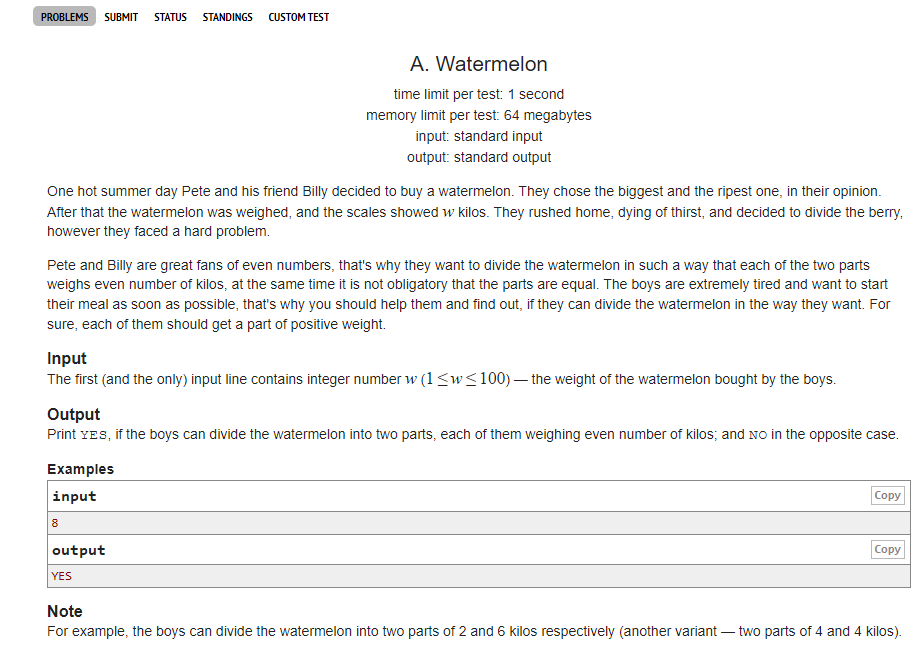 PROBLEMS SUBMIT STATUS STANDINGS CUSTOM TEST
A. Watermelon
time limit per test: 1 second
memory limit per test: 64 megabytes
input: standard input
output: standard output
One hot summer day Pete and his friend Billy decided to buy a watermelon. They chose the biggest and the ripest one, in their opinion.
After that the watermelon was weighed, and the scales showed w kilos. They rushed home, dying of thirst, and decided to divide the berry,
however they faced a hard problem.
Pete and Billy are great fans of even numbers, that's why they want to divide the watermelon in such a way that each of the two parts
weighs even number of kilos, at the same time it is not obligatory that the parts are equal. The boys are extremely tired and want to start
their meal as soon as possible, that's why you should help them and find out, if they can divide the watermelon in the way they want. For
sure, each of them should get a part of positive weight.
Input
The first (and the only) input line contains integer number w (1 ≤ w ≤ 100) — the weight of the watermelon bought by the boys.
Output
Print YES, if the boys can divide the watermelon into two parts, each of them weighing even number of kilos; and NO in the opposite case.
Examples
input Copy
8
output Copy
YES
Note
For example, the boys can divide the watermelon into two parts of 2 and 6 kilos respectively (another variant — two parts of 4 and 4 kilos).